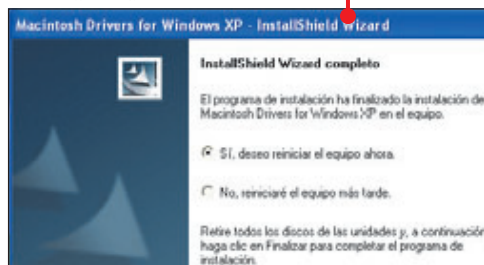 Macintosh Drivers for Windows XP - InstallShield Wizard
InstallShield Wizard completo
El programa de instalación ha finalizado la instalación de
Macintosh Drivers for Windows XP en el equipo.
Sí, deseo reiniciar el equipo ahora.
No, reiniciaré el equipo más tarde.
Retire todos los discos de las unidades y, a continuación
haga clic en Finalizar para completar el programa de
instalación.